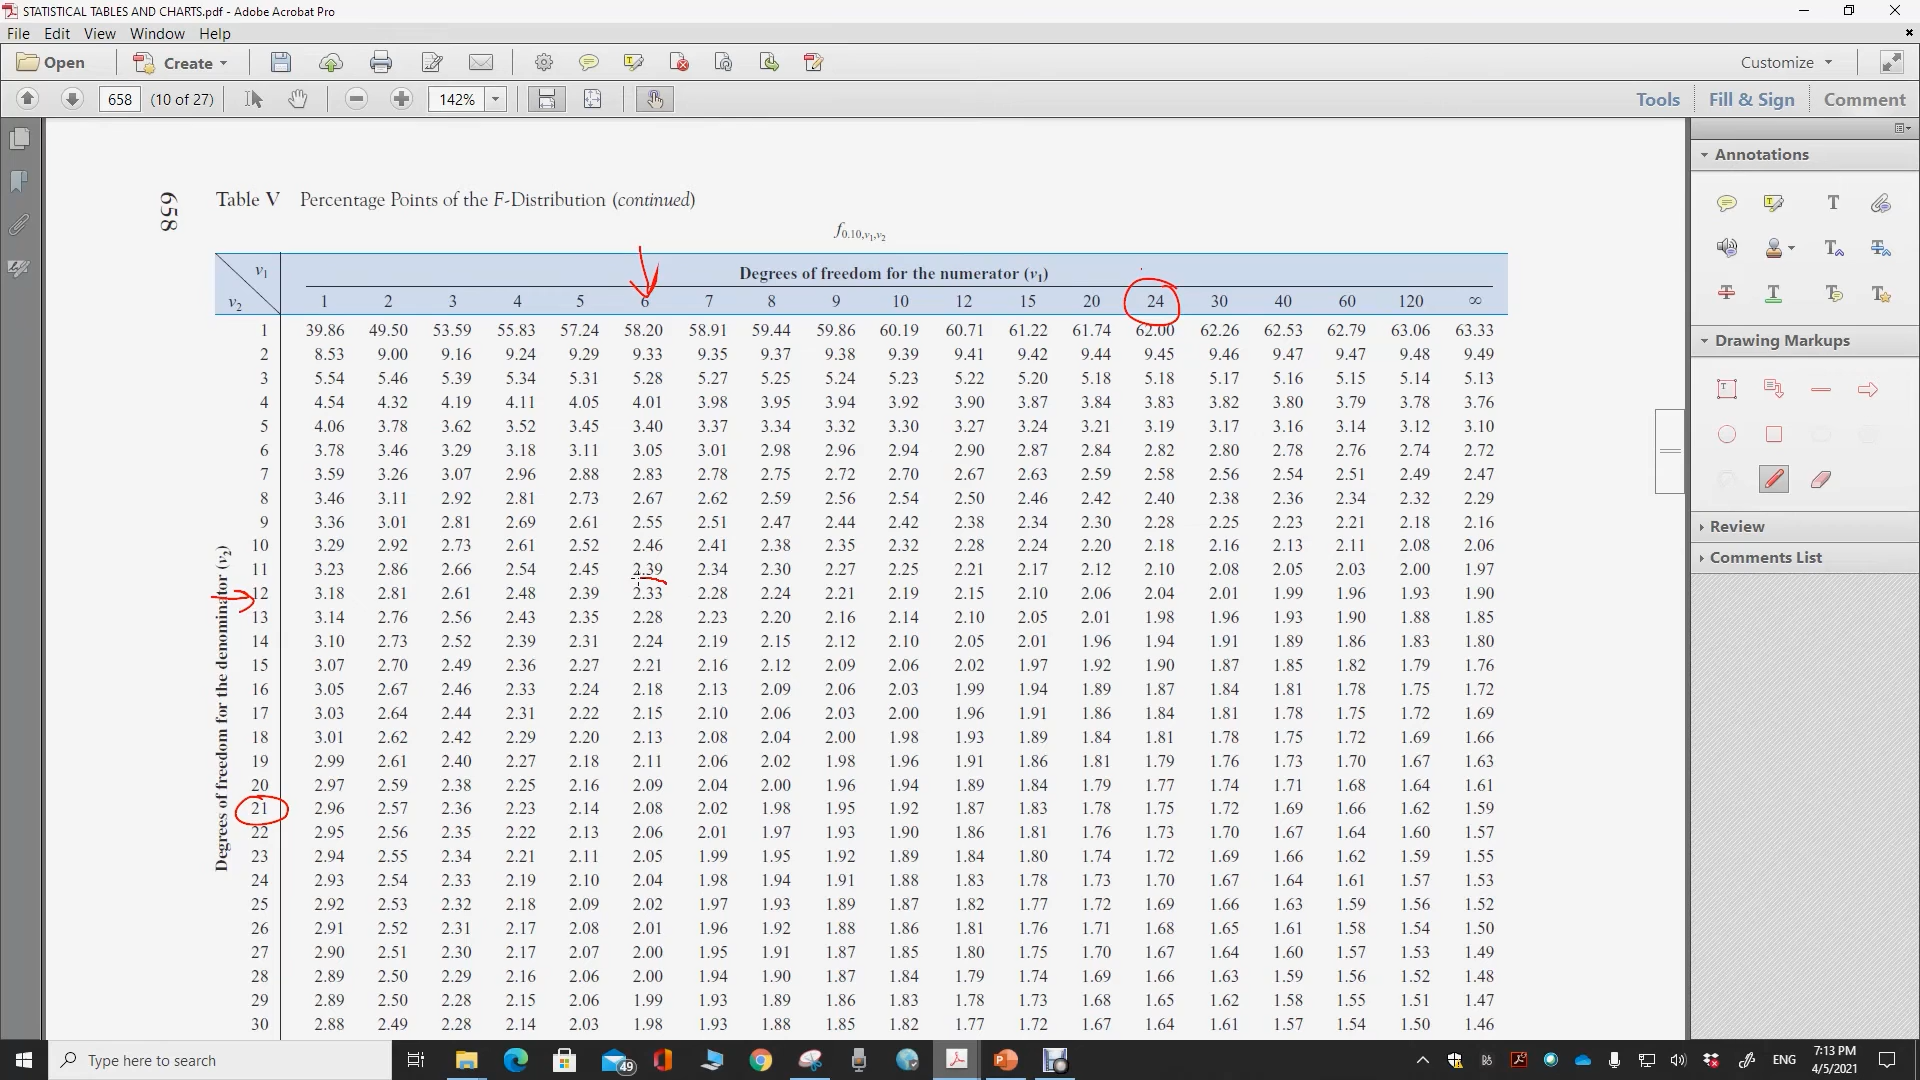 STATISTICAL TABLES AND CHARTS.pdf - Adobe Acrobat Pro
File Edit View Window Help
Open Create Customize
658 (10 of 27) 142% Tools Fill & Sign Comment
658 Table V Percentage Points of the F-Distribution (continued)
f0.10,v1,v2
v1 Degrees of freedom for the numerator (v1)
v2 1 2 3 4 5 6 7 8 9 10 12 15 20 24 30 40 60 120 ∞
1 39.86 49.50 53.59 55.83 57.24 58.20 58.91 59.44 59.86 60.19 60.71 61.22 61.74 62.00 62.26 62.53 62.79 63.06 63.33
2 8.53 9.00 9.16 9.24 9.29 9.33 9.35 9.37 9.38 9.39 9.41 9.42 9.44 9.45 9.46 9.47 9.47 9.48 9.49
3 5.54 5.46 5.39 5.34 5.31 5.28 5.27 5.25 5.24 5.23 5.22 5.20 5.18 5.18 5.17 5.16 5.15 5.14 5.13
4 4.54 4.32 4.19 4.11 4.05 4.01 3.98 3.95 3.94 3.92 3.90 3.87 3.84 3.83 3.82 3.80 3.79 3.78 3.76
5 4.06 3.78 3.62 3.52 3.45 3.40 3.37 3.34 3.32 3.30 3.27 3.24 3.21 3.19 3.17 3.16 3.14 3.12 3.10
6 3.78 3.46 3.29 3.18 3.11 3.05 3.01 2.98 2.96 2.94 2.90 2.87 2.84 2.82 2.80 2.78 2.76 2.74 2.72
7 3.59 3.26 3.07 2.96 2.88 2.83 2.78 2.75 2.72 2.70 2.67 2.63 2.59 2.58 2.56 2.54 2.51 2.49 2.47
8 3.46 3.11 2.92 2.81 2.73 2.67 2.62 2.59 2.56 2.54 2.50 2.46 2.42 2.40 2.38 2.36 2.34 2.32 2.29
9 3.36 3.01 2.81 2.69 2.61 2.55 2.51 2.47 2.44 2.42 2.38 2.34 2.30 2.28 2.25 2.23 2.21 2.18 2.16
10 3.29 2.92 2.73 2.61 2.52 2.46 2.41 2.38 2.35 2.32 2.28 2.24 2.20 2.18 2.16 2.13 2.11 2.08 2.06
11 3.23 2.86 2.66 2.54 2.45 2.39 2.34 2.30 2.27 2.25 2.21 2.17 2.12 2.10 2.08 2.05 2.03 2.00 1.97
12 3.18 2.81 2.61 2.48 2.39 2.33 2.28 2.24 2.21 2.19 2.15 2.10 2.06 2.04 2.01 1.99 1.96 1.93 1.90
13 3.14 2.76 2.56 2.43 2.35 2.28 2.23 2.20 2.16 2.14 2.10 2.05 2.01 1.98 1.96 1.93 1.90 1.88 1.85
14 3.10 2.73 2.52 2.39 2.31 2.24 2.19 2.15 2.12 2.10 2.05 2.01 1.96 1.94 1.91 1.89 1.86 1.83 1.80
15 3.07 2.70 2.49 2.36 2.27 2.21 2.16 2.12 2.09 2.06 2.02 1.97 1.92 1.90 1.87 1.85 1.82 1.79 1.76
16 3.05 2.67 2.46 2.33 2.24 2.18 2.13 2.09 2.06 2.03 1.99 1.94 1.89 1.87 1.84 1.81 1.78 1.75 1.72
17 3.03 2.64 2.44 2.31 2.22 2.15 2.10 2.06 2.03 2.00 1.96 1.91 1.86 1.84 1.81 1.78 1.75 1.72 1.69
18 3.01 2.62 2.42 2.29 2.20 2.13 2.08 2.04 2.00 1.98 1.93 1.89 1.84 1.81 1.78 1.75 1.72 1.69 1.66
19 2.99 2.61 2.40 2.27 2.18 2.11 2.06 2.02 1.98 1.96 1.91 1.86 1.81 1.79 1.76 1.73 1.70 1.67 1.63
20 2.97 2.59 2.38 2.25 2.16 2.09 2.04 2.00 1.96 1.94 1.89 1.84 1.79 1.77 1.74 1.71 1.68 1.64 1.61
21 2.96 2.57 2.36 2.23 2.14 2.08 2.02 1.98 1.95 1.92 1.87 1.83 1.78 1.75 1.72 1.69 1.66 1.62 1.59
22 2.95 2.56 2.35 2.22 2.13 2.06 2.01 1.97 1.93 1.90 1.86 1.81 1.76 1.73 1.70 1.67 1.64 1.60 1.57
23 2.94 2.55 2.34 2.21 2.11 2.05 1.99 1.95 1.92 1.89 1.84 1.80 1.74 1.72 1.69 1.66 1.62 1.59 1.55
24 2.93 2.54 2.33 2.19 2.10 2.04 1.98 1.94 1.91 1.88 1.83 1.78 1.73 1.70 1.67 1.64 1.61 1.57 1.53
25 2.92 2.53 2.32 2.18 2.09 2.02 1.97 1.93 1.89 1.87 1.82 1.77 1.72 1.69 1.66 1.63 1.59 1.56 1.52
26 2.91 2.52 2.31 2.17 2.08 2.01 1.96 1.92 1.88 1.86 1.81 1.76 1.71 1.68 1.65 1.61 1.58 1.54 1.50
27 2.90 2.51 2.30 2.17 2.07 2.00 1.95 1.91 1.87 1.85 1.80 1.75 1.70 1.67 1.64 1.60 1.57 1.53 1.49
28 2.89 2.50 2.29 2.16 2.06 2.00 1.94 1.90 1.87 1.84 1.79 1.74 1.69 1.66 1.63 1.59 1.56 1.52 1.48
29 2.89 2.50 2.28 2.15 2.06 1.99 1.93 1.89 1.86 1.83 1.78 1.73 1.68 1.65 1.62 1.58 1.55 1.51 1.47
30 2.88 2.49 2.28 2.14 2.03 1.98 1.93 1.88 1.85 1.82 1.77 1.72 1.67 1.64 1.61 1.57 1.54 1.50 1.46
Degrees of freedom for the denominator (v2)
Annotations
Drawing Markups
Review
Comments List
Type here to search
49
ENG
7:13 PM
4/5/2021